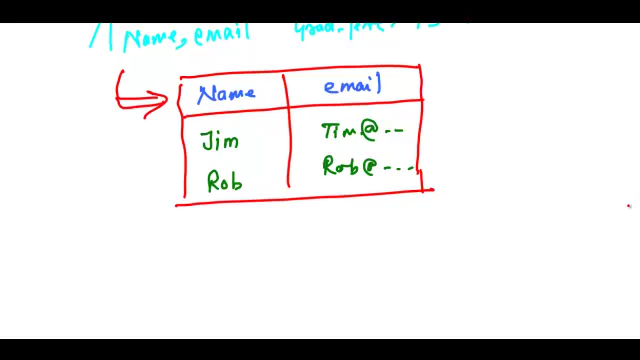 Name, email
Name email
Jim Tim@--
Rob Rob@---